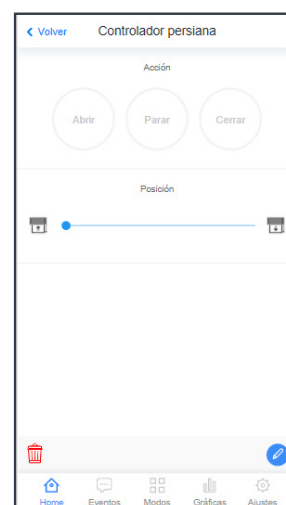 Volver Controlador persiana
Acción
Abrir Parar Cerrar
Posición
Home Eventos Modos Gráficas Ajustes